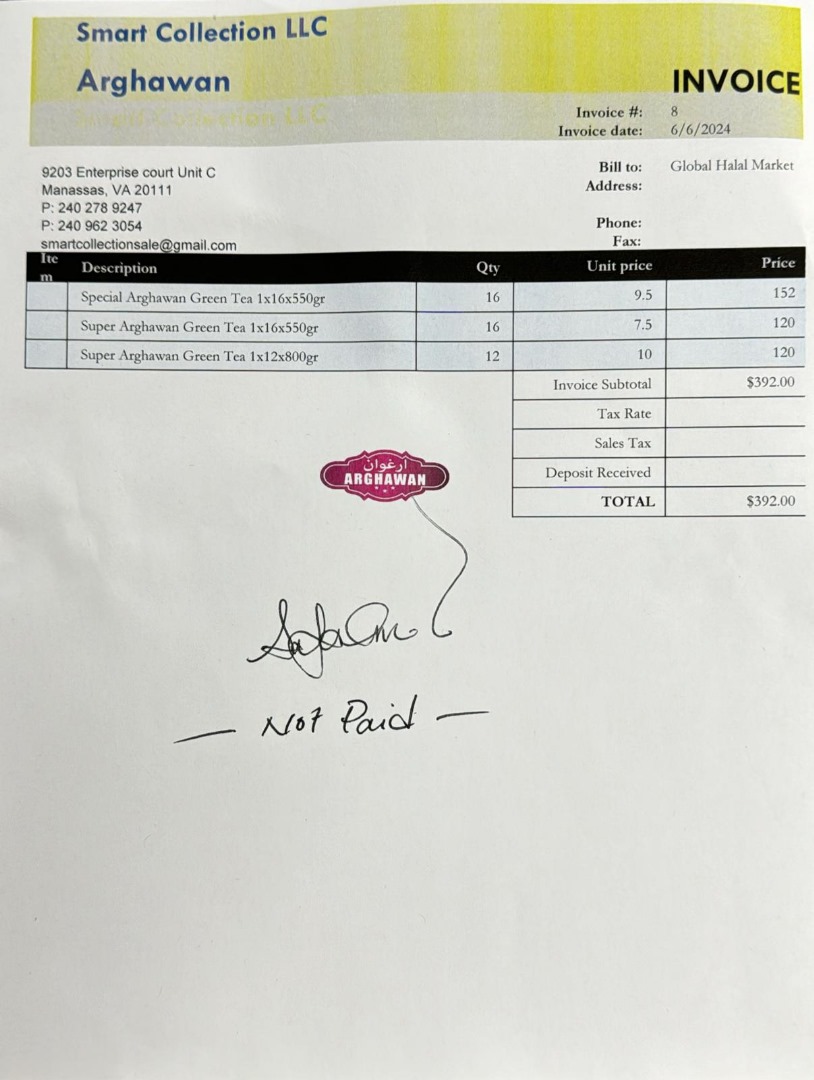 Smart Collection LLC
Arghawan
INVOICE
Smart Collection LLC
Invoice #: 8
Invoice date: 6/6/2024
9203 Enterprise court Unit C
Manassas, VA 20111
P: 240 278 9247
P: 240 962 3054
smartcollectionsale@gmail.com
Bill to: Global Halal Market
Address:
Phone:
Fax:
Item Description Qty Unit price Price
Special Arghawan Green Tea 1x16x550gr 16 9.5 152
Super Arghawan Green Tea 1x16x550gr 16 7.5 120
Super Arghawan Green Tea 1x12x800gr 12 10 120
Invoice Subtotal $392.00
Tax Rate
Sales Tax
Deposit Received
TOTAL $392.00
ارغوان
ARGHAWAN
— Not Paid —